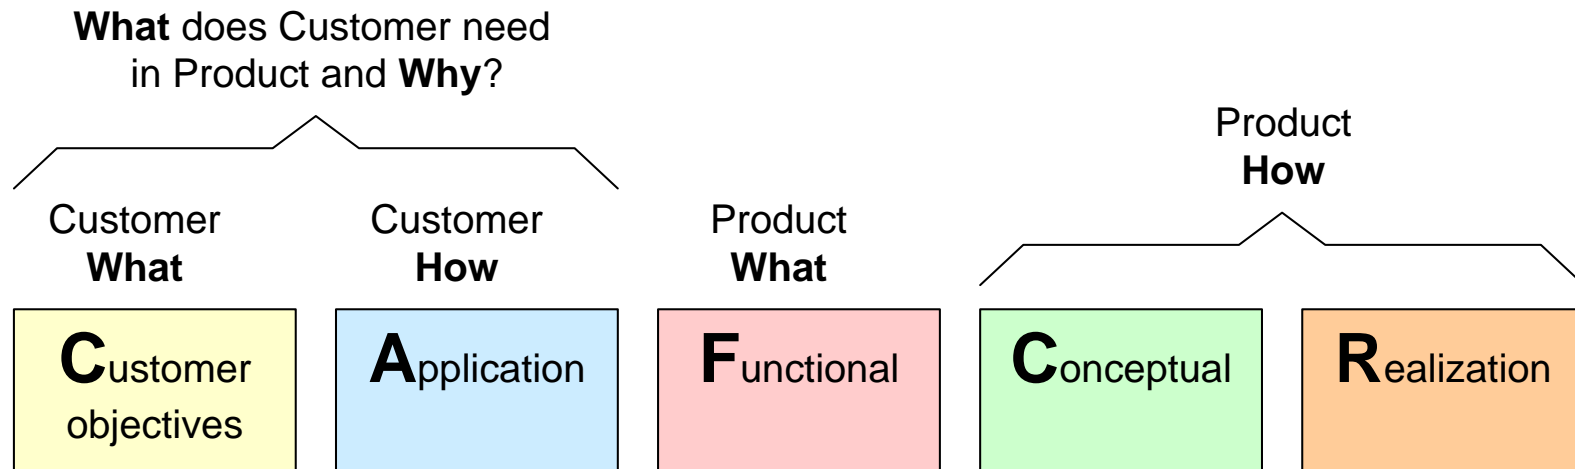 What does Customer need
in Product and Why?
Product
How
Customer
What
Customer
How
Product
What
Customer
objectives
Application
Functional
Conceptual
Realization